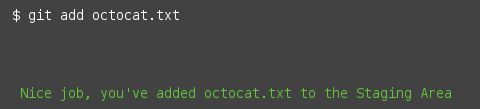 $ git add octocat.txt
Nice job, you've added octocat.txt to the Staging Area